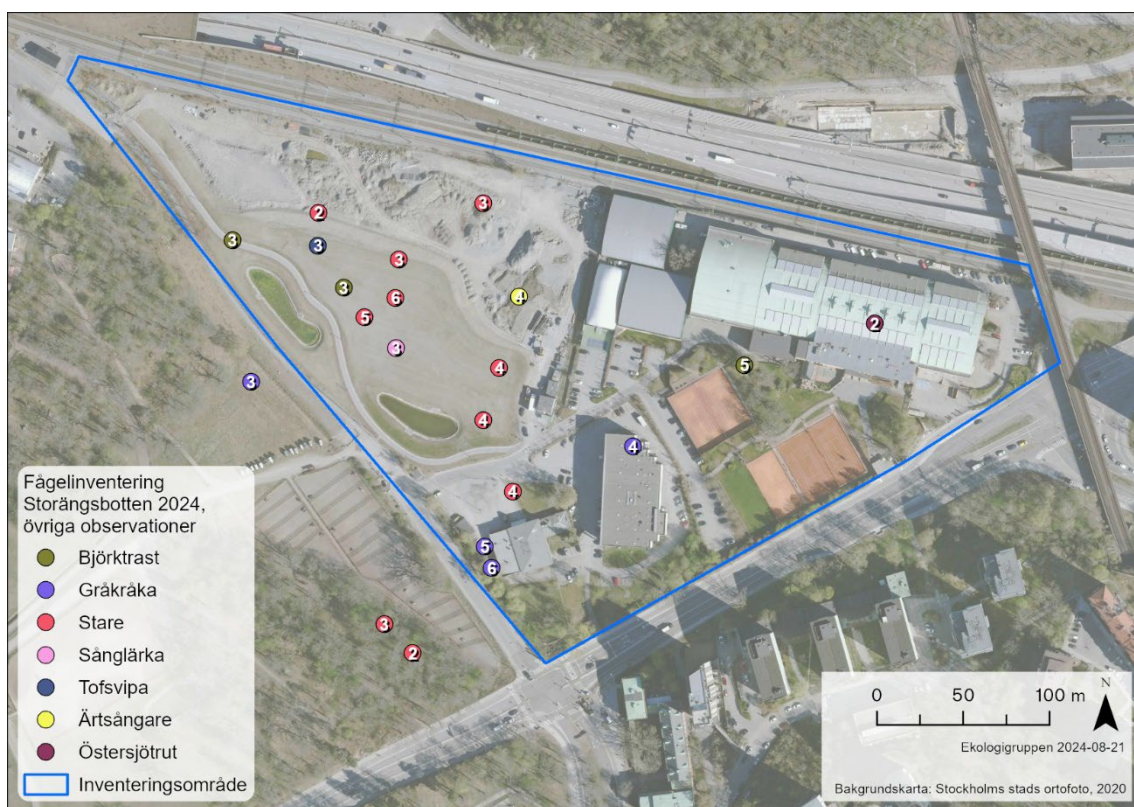 2
3
3
3
3
3
6
4
5
2
3
5
4
3
4
4
4
5
6
3
2
Fågelinventering
Storängsbotten 2024,
övriga observationer
Björktrast
Gråkråka
Stare
Sånglärka
Tofsvipa
Ärtsångare
Östersjötrut
Inventeringsområde
0 50 100 m
N
Ekologigruppen 2024-08-21
Bakgrundskarta: Stockholms stads ortofoto, 2020